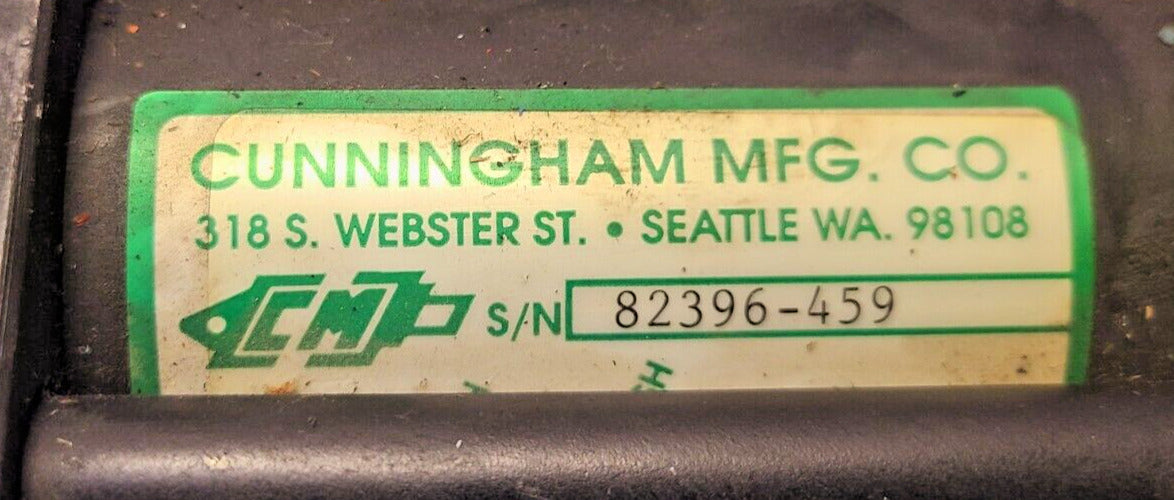 CUNNINGHAM MFG. CO.
318 S. WEBSTER ST. • SEATTLE WA. 98108
CM S/N 82396-459